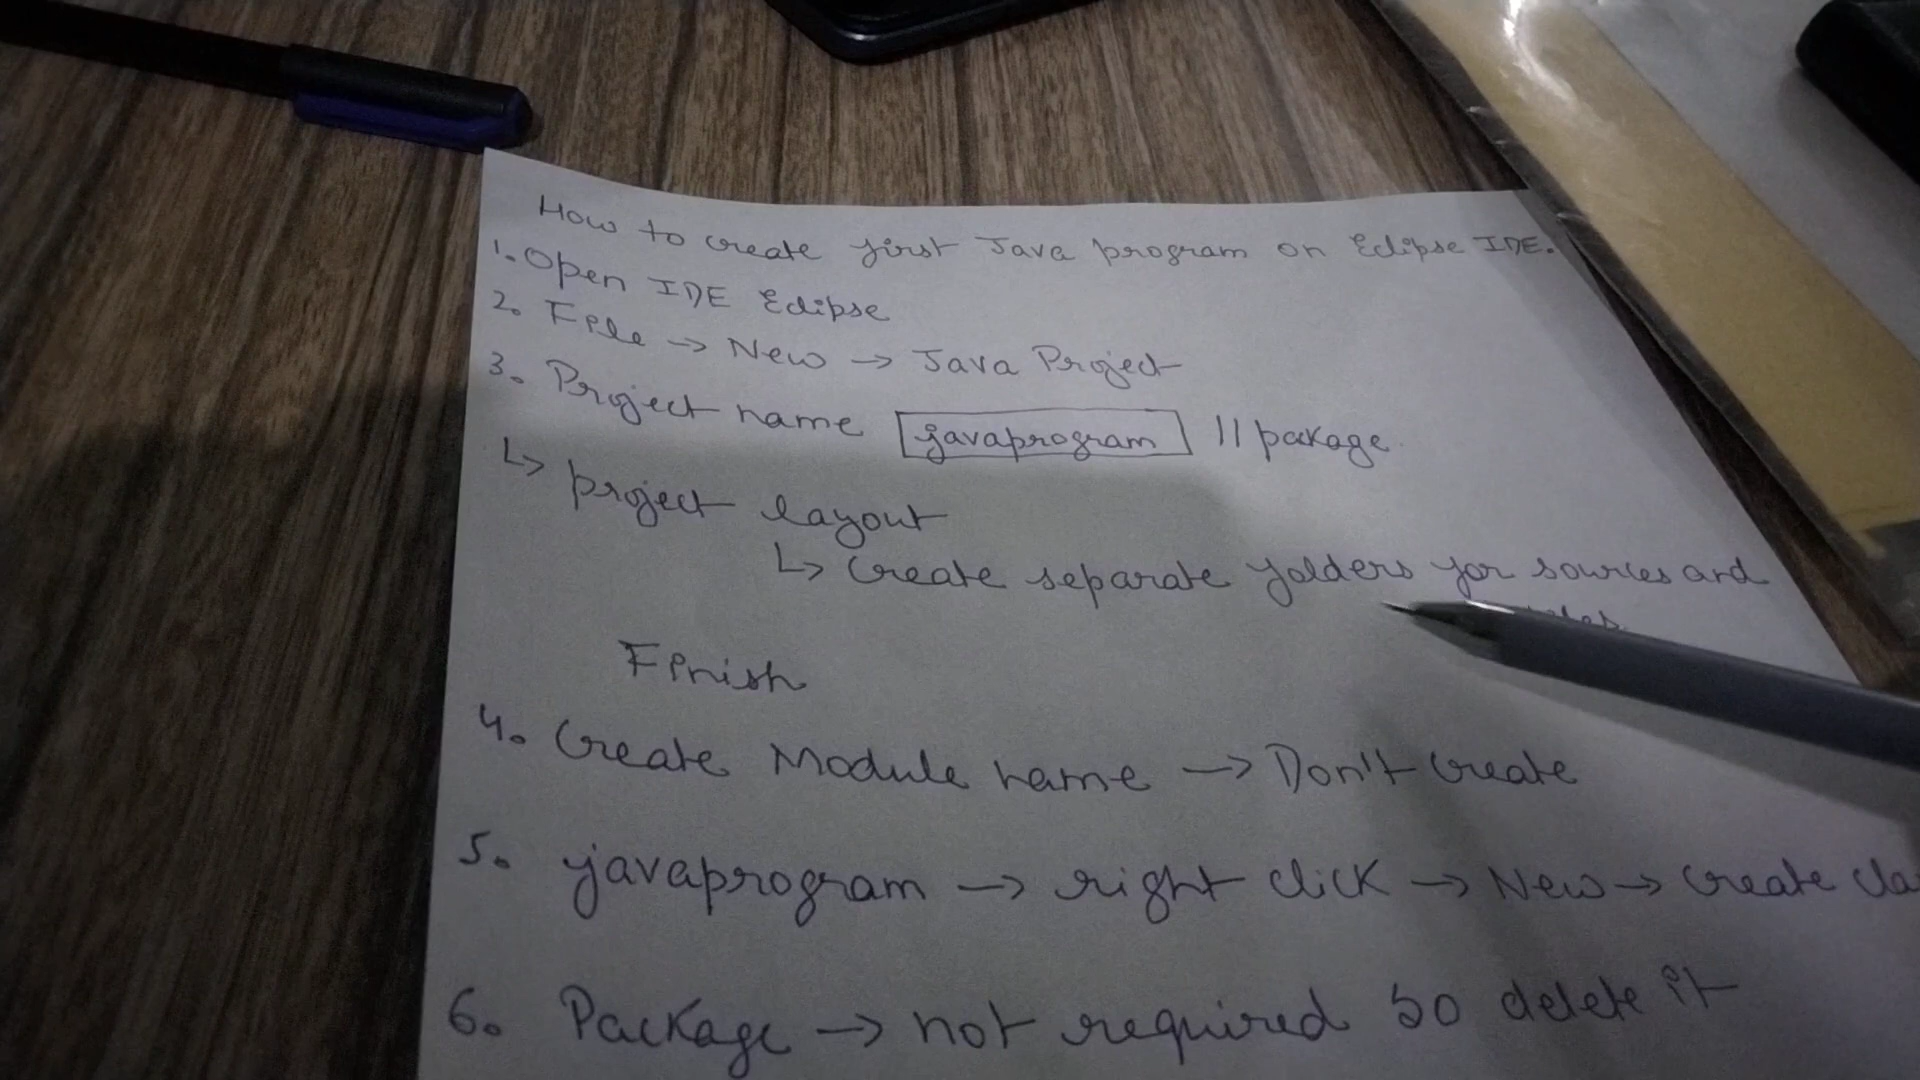 How to create first Java program on Eclipse IDE.
1. Open IDE Eclipse
2. File → New → Java Project
3. Project name javaprogram // package
↳ project layout
↳ Create separate folders for sources and
Finish
4. Create Module name → Don't create
5. javaprogram → right click → New → Create
6. Package → not required so delete it